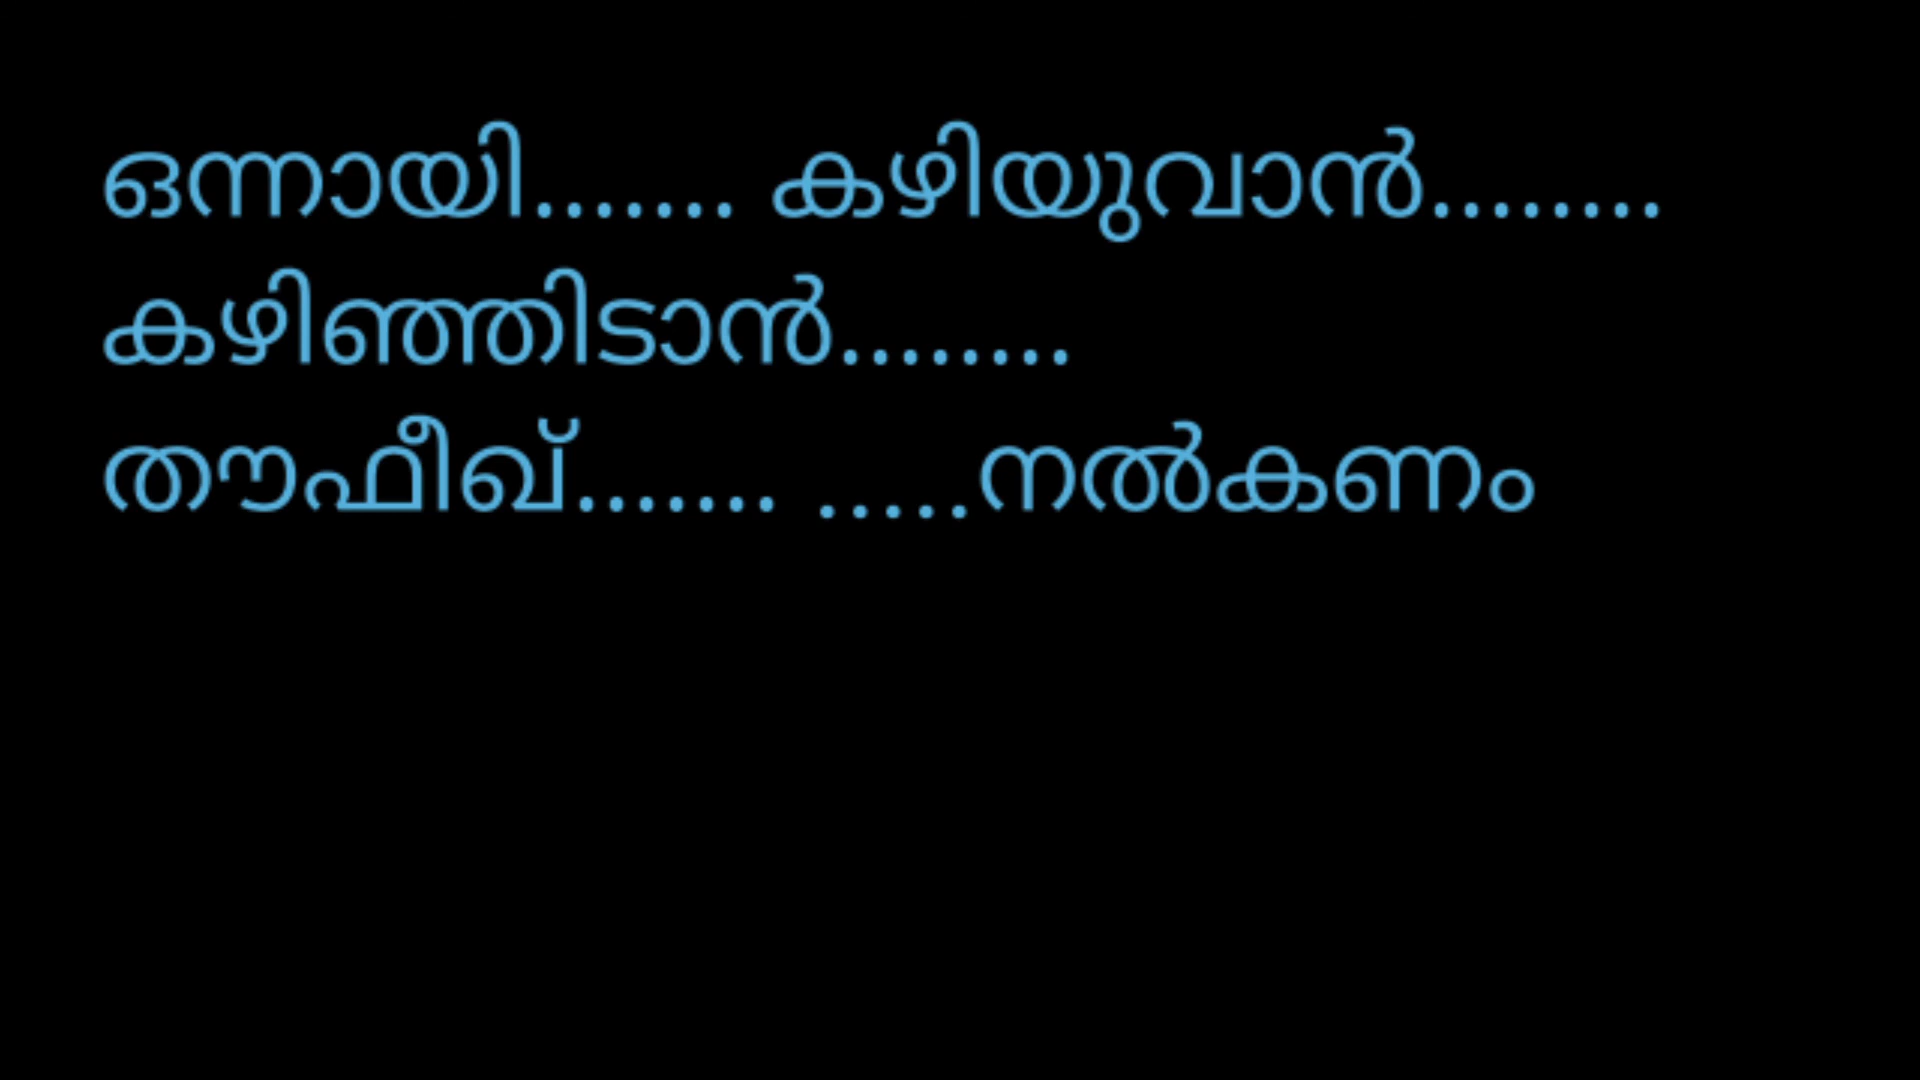 ഒന്നായി....... കഴിയുവാൻ........
കഴിഞ്ഞിടാൻ........
തൗഫീഖ്....... .....നൽകണം